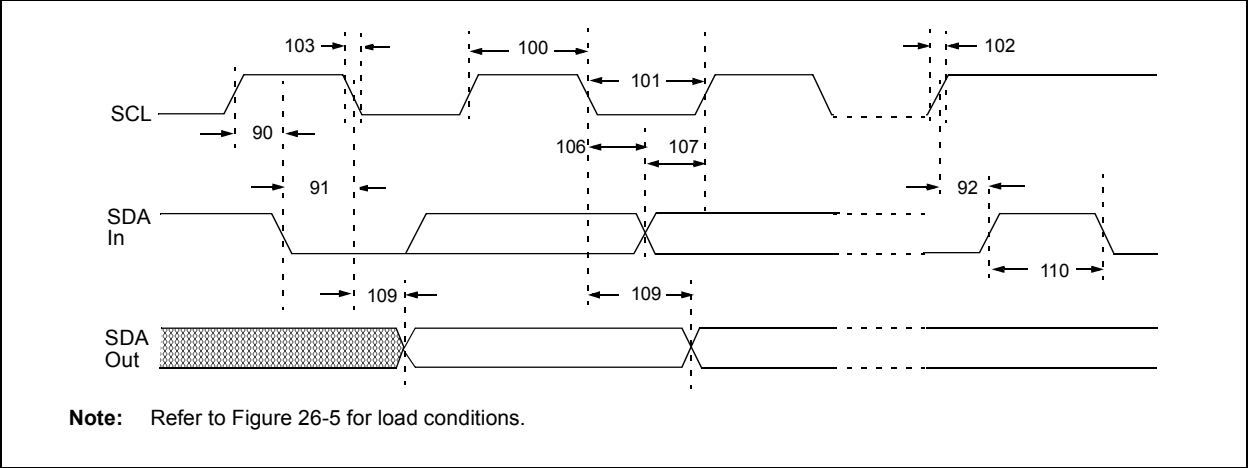 103
100
102
101
SCL
90
106
107
91
92
SDA
In
110
109
109
SDA
Out
Note: Refer to Figure 26-5 for load conditions.